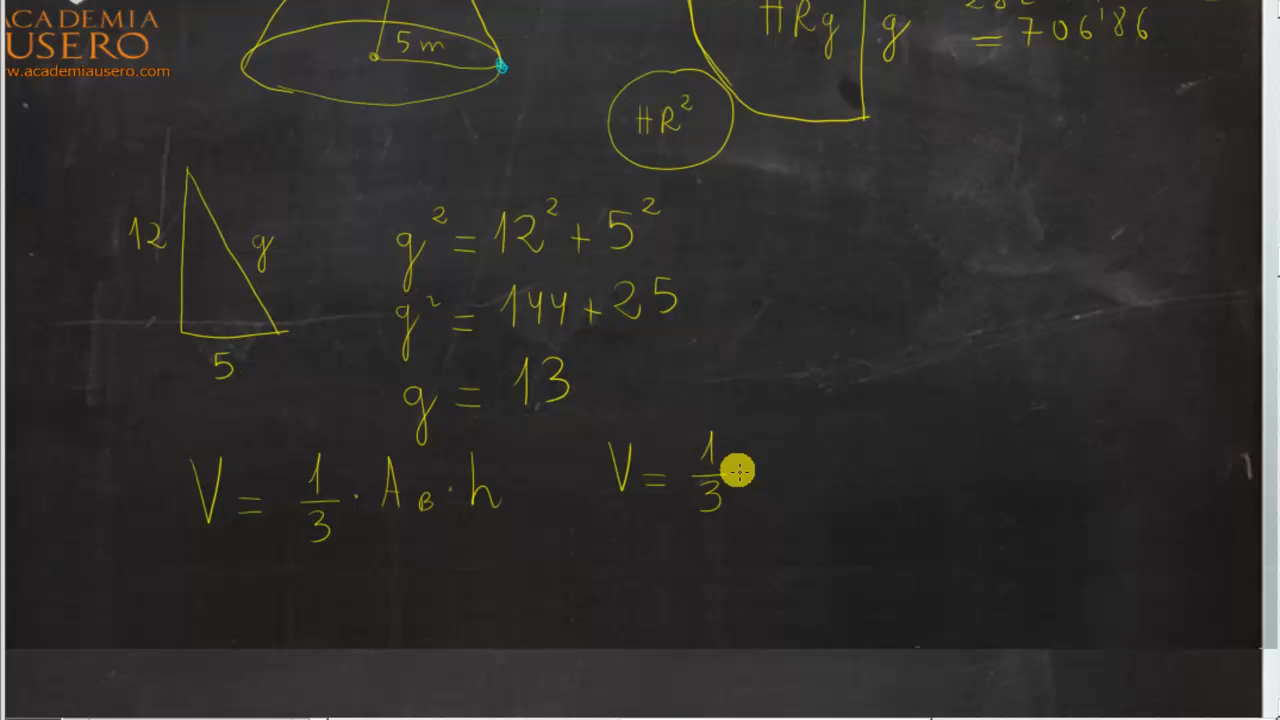 ACADEMIA
USERO
w.academiausero.com
5 m
πRg
g
= 706'86
πR²
12
g
5
g² = 12² + 5²
g² = 144 + 25
g = 13
V = 1/3 · A_B · h
V = 1/3